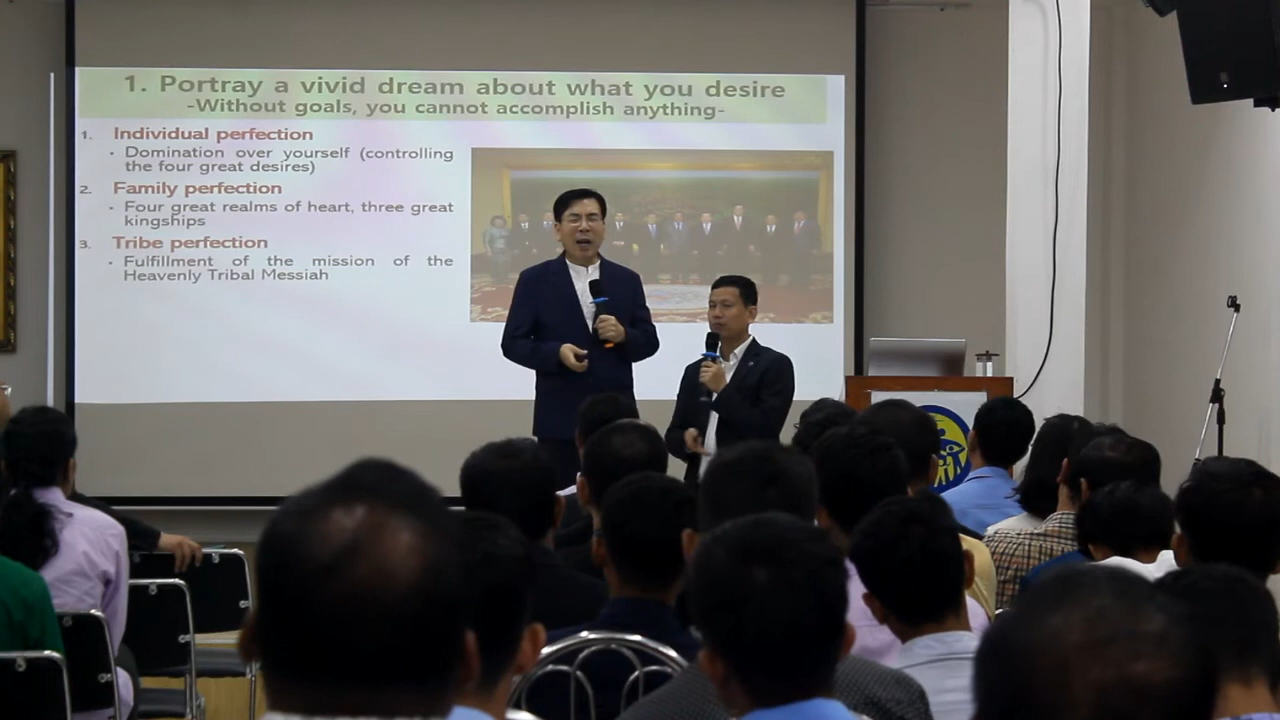 1. Portray a vivid dream about what you desire
-Without goals, you cannot accomplish anything-
1. Individual perfection
• Domination over yourself (controlling
the four great desires)
2. Family perfection
• Four great realms of heart, three great
kingships
3. Tribe perfection
• Fulfillment of the mission of the
Heavenly Tribal Messiah